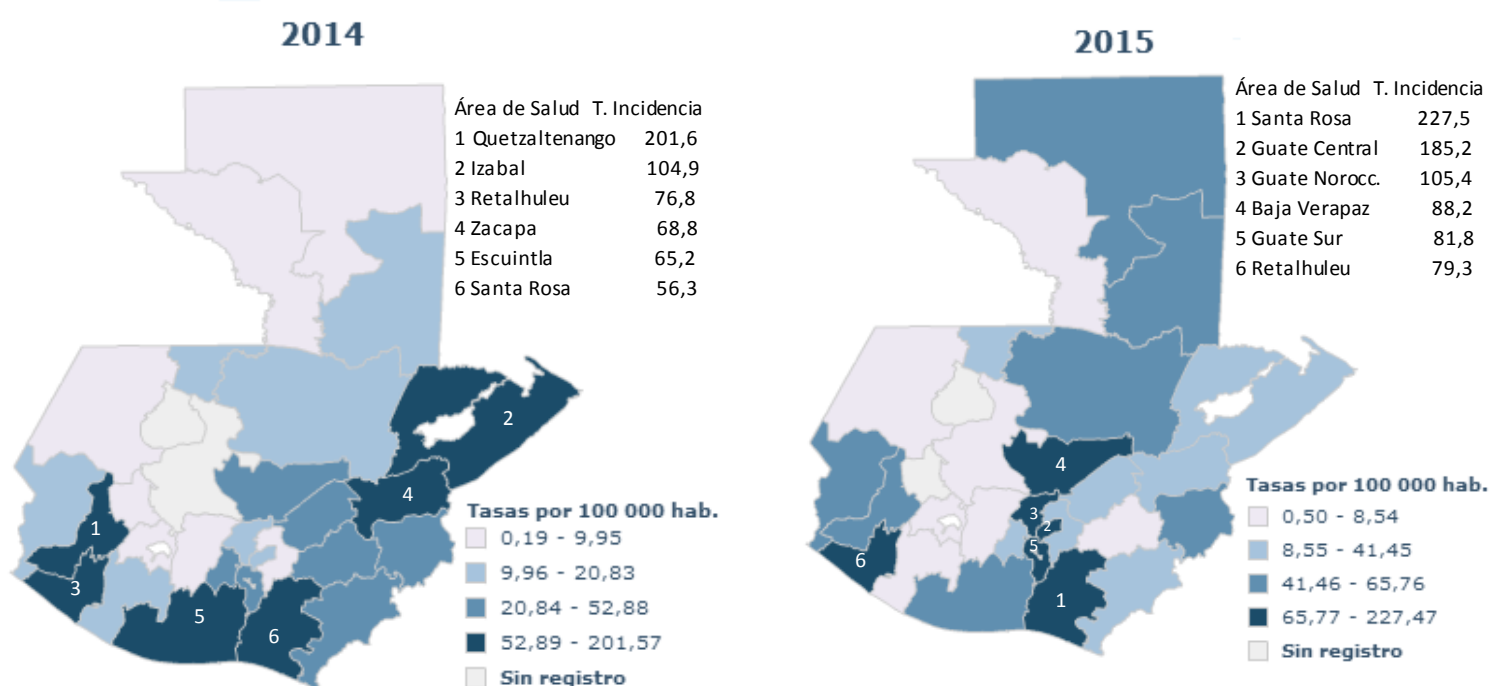 2014
Área de Salud T. Incidencia
1 Quetzaltenango 201,6
2 Izabal 104,9
3 Retalhuleu 76,8
4 Zacapa 68,8
5 Escuintla 65,2
6 Santa Rosa 56,3
2
4
1
3
5
6
Tasas por 100 000 hab.
0,19 - 9,95
9,96 - 20,83
20,84 - 52,88
52,89 - 201,57
Sin registro
2015
Área de Salud T. Incidencia
1 Santa Rosa 227,5
2 Guate Central 185,2
3 Guate Norocc. 105,4
4 Baja Verapaz 88,2
5 Guate Sur 81,8
6 Retalhuleu 79,3
4
3
2
5
6
1
Tasas por 100 000 hab.
0,50 - 8,54
8,55 - 41,45
41,46 - 65,76
65,77 - 227,47
Sin registro